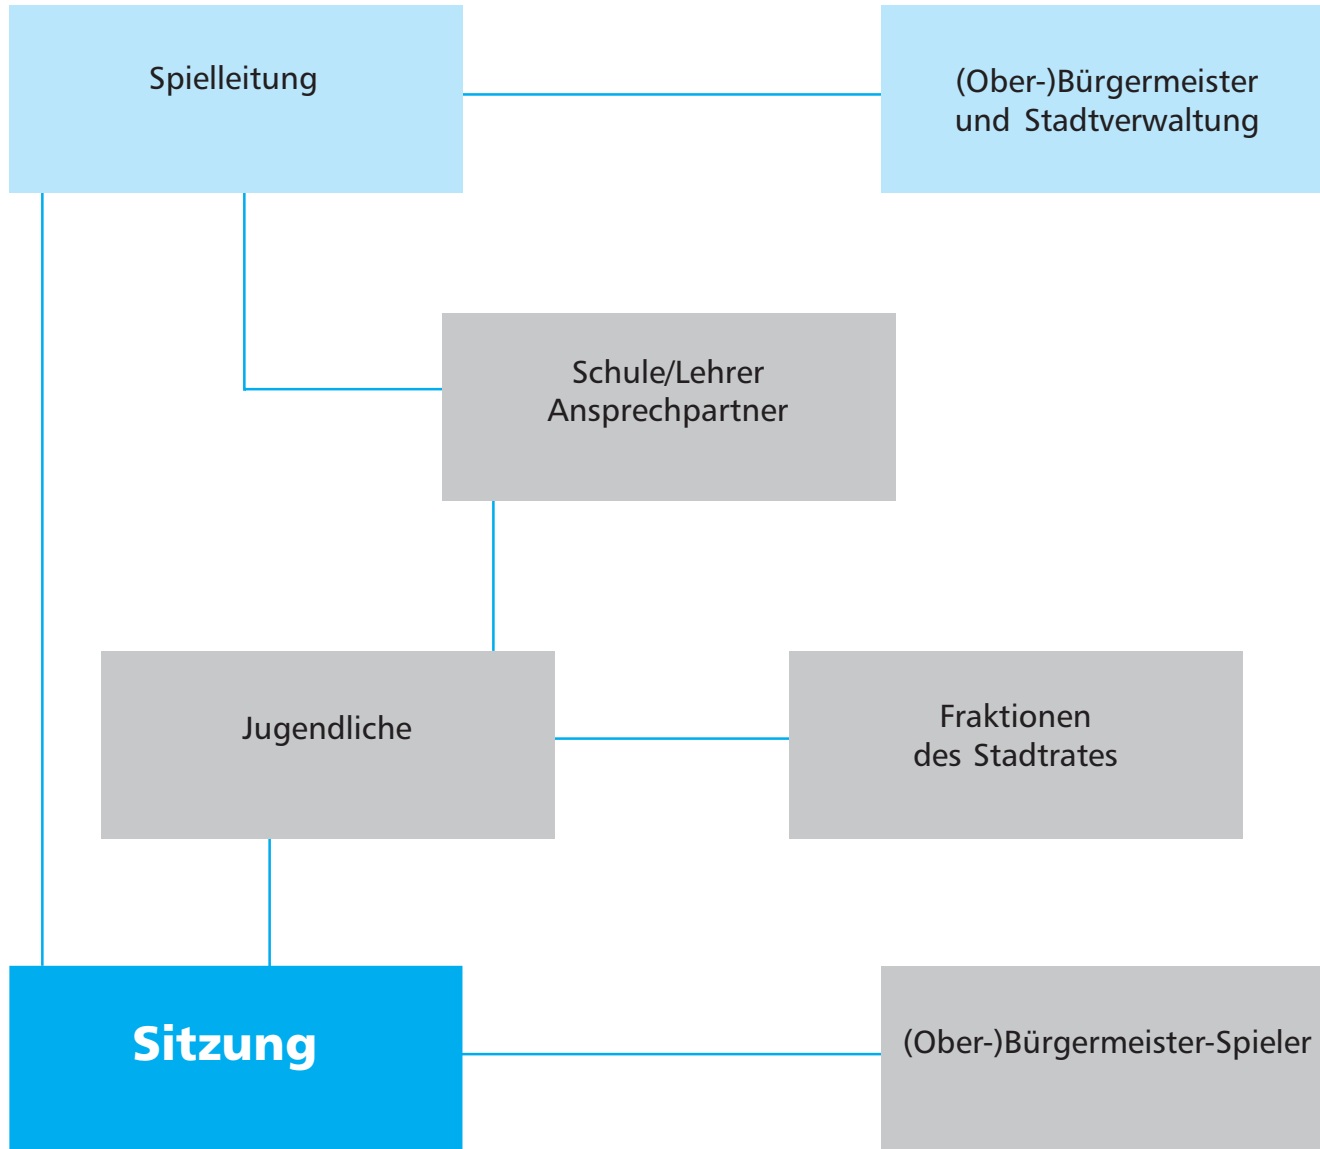 Spielleitung
(Ober-)Bürgermeister
und Stadtverwaltung
Schule/Lehrer
Ansprechpartner
Jugendliche
Fraktionen
des Stadtrates
Sitzung
(Ober-)Bürgermeister-Spieler